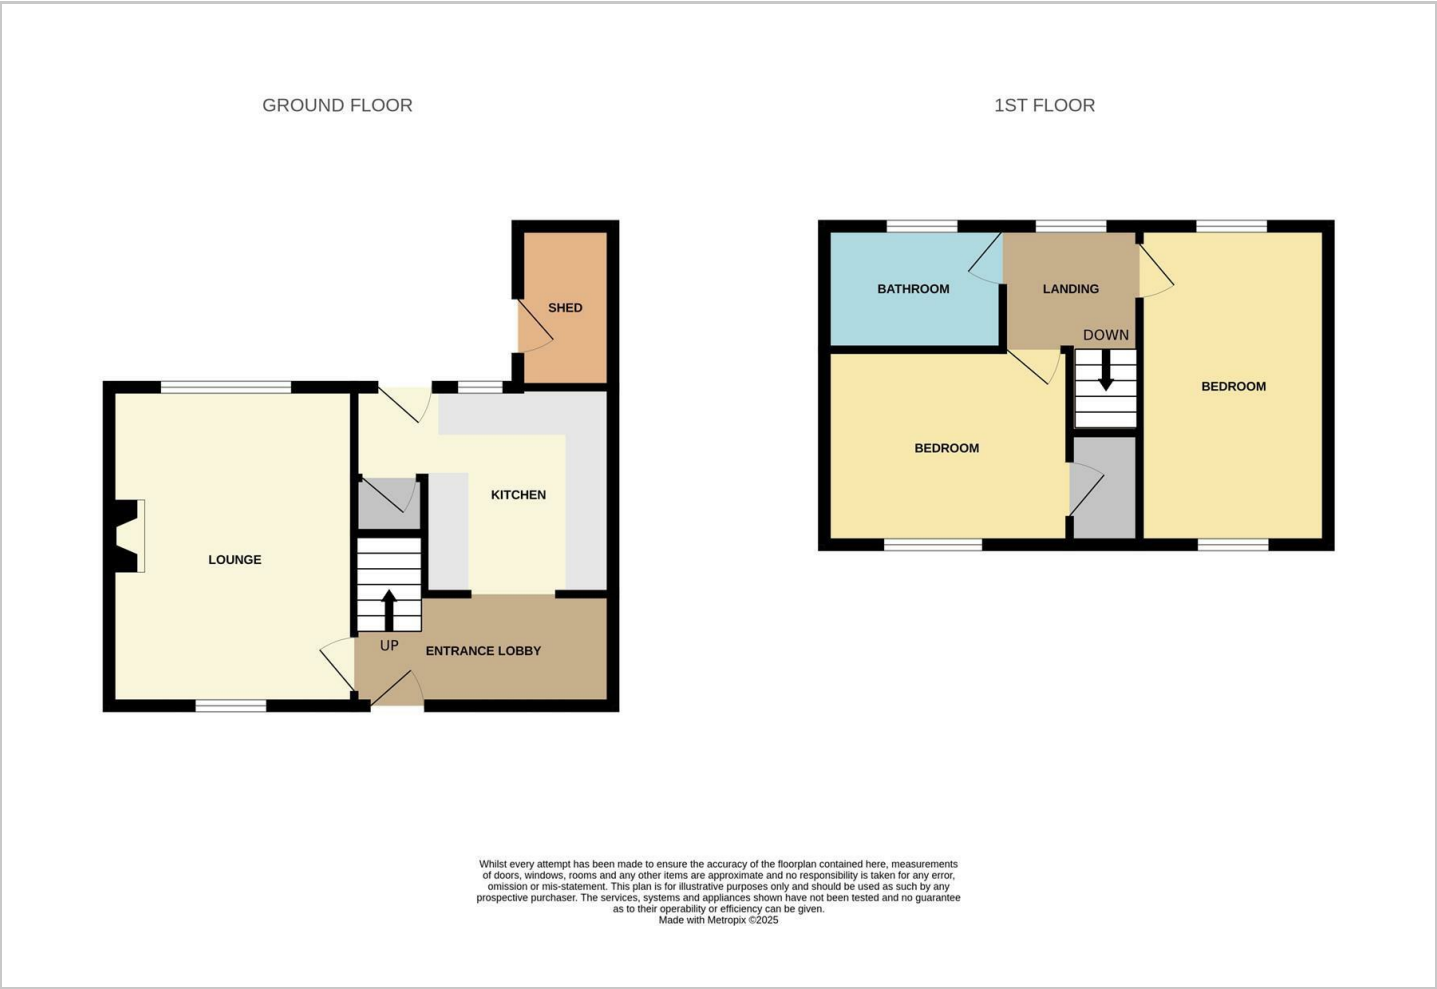 GROUND FLOOR
1ST FLOOR
SHED
KITCHEN
LOUNGE
UP
ENTRANCE LOBBY
BATHROOM
LANDING
DOWN
BEDROOM
BEDROOM
Whilst every attempt has been made to ensure the accuracy of the floorplan contained here, measurements
of doors, windows, rooms and any other items are approximate and no responsibility is taken for any error,
omission or mis-statement. This plan is for illustrative purposes only and should be used as such by any
prospective purchaser. The services, systems and appliances shown have not been tested and no guarantee
as to their operability or efficiency can be given.
Made with Metropix ©2025